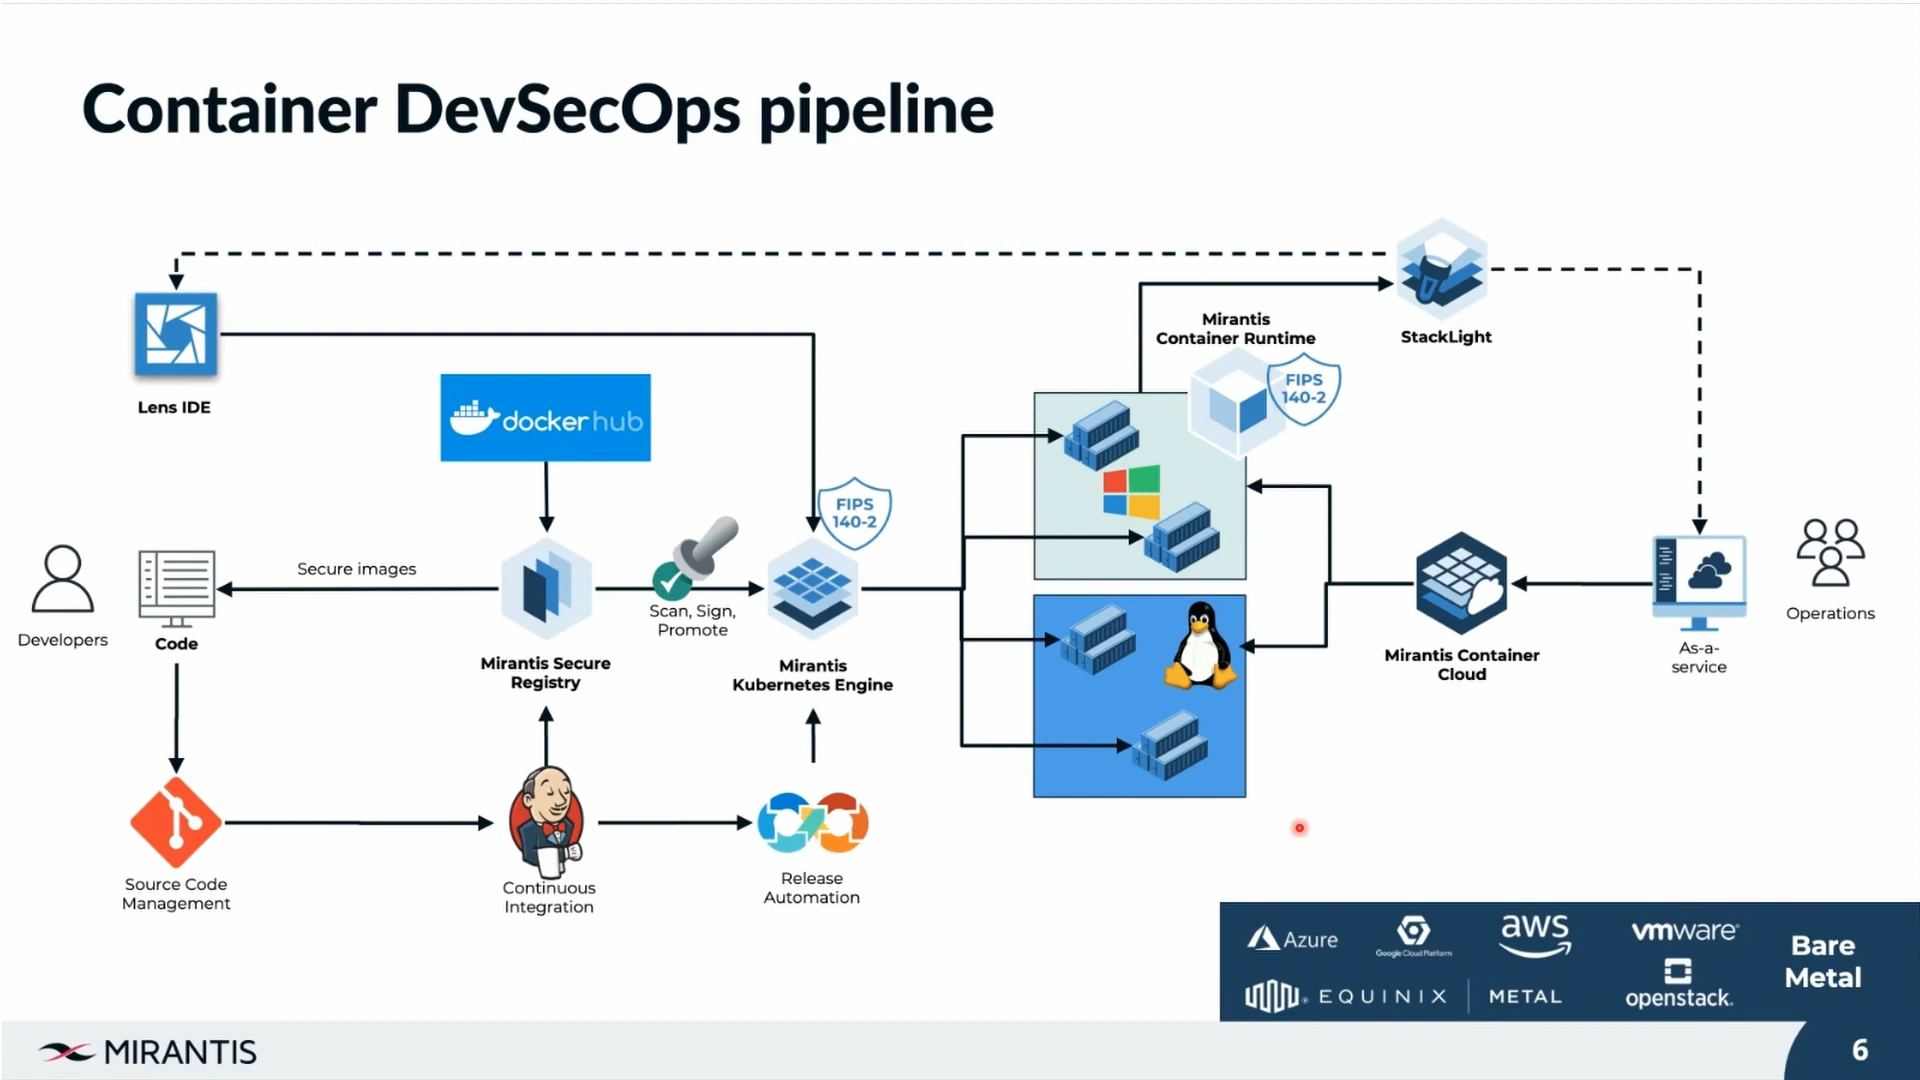 Container DevSecOps pipeline
StackLight
Mirantis
Container Runtime
FIPS
140-2
Lens IDE
docker hub
FIPS
140-2
Developers
Code
Secure images
Scan, Sign,
Promote
Mirantis Secure
Registry
Mirantis
Kubernetes Engine
Mirantis Container
Cloud
As-a-
service
Operations
Source Code
Management
Continuous
Integration
Release
Automation
Azure
Google Cloud Platform
aws
vmware®
Bare
Metal
EQUINIX | METAL
openstack.
MIRANTIS
6